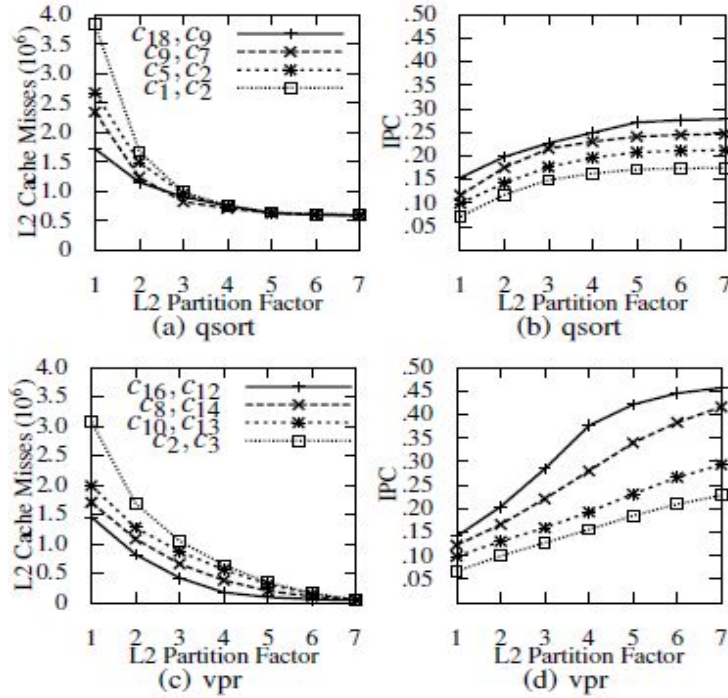 4.0
3.5
3.0
2.5
2.0
1.5
1.0
0.5
0
L2 Cache Misses (10⁶)
c18, c9
c9, c7
c5, c2
c1, c2
1 2 3 4 5 6 7
L2 Partition Factor
(a) qsort
.50
.45
.40
.35
.30
.25
.20
.15
.10
.05
IPC
1 2 3 4 5 6 7
L2 Partition Factor
(b) qsort
4.0
3.5
3.0
2.5
2.0
1.5
1.0
0.5
0
L2 Cache Misses (10⁶)
c16, c12
c8, c14
c10, c13
c2, c3
1 2 3 4 5 6 7
L2 Partition Factor
(c) vpr
.50
.45
.40
.35
.30
.25
.20
.15
.10
.05
IPC
1 2 3 4 5 6 7
L2 Partition Factor
(d) vpr